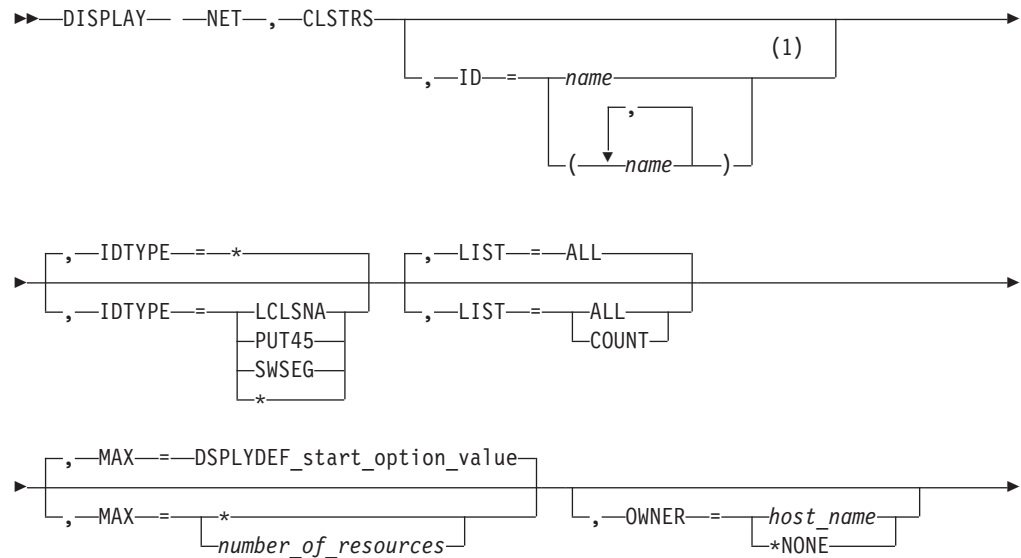 DISPLAY NET , CLSTRS
(1)
, ID = name
,
( name )
, IDTYPE = * , LIST = ALL
, IDTYPE = LCLSNA , LIST = ALL
PUT45 COUNT
SWSEG
*
, MAX = DSPLYDEF_start_option_value
, MAX = * , OWNER = host_name
number_of_resources *NONE